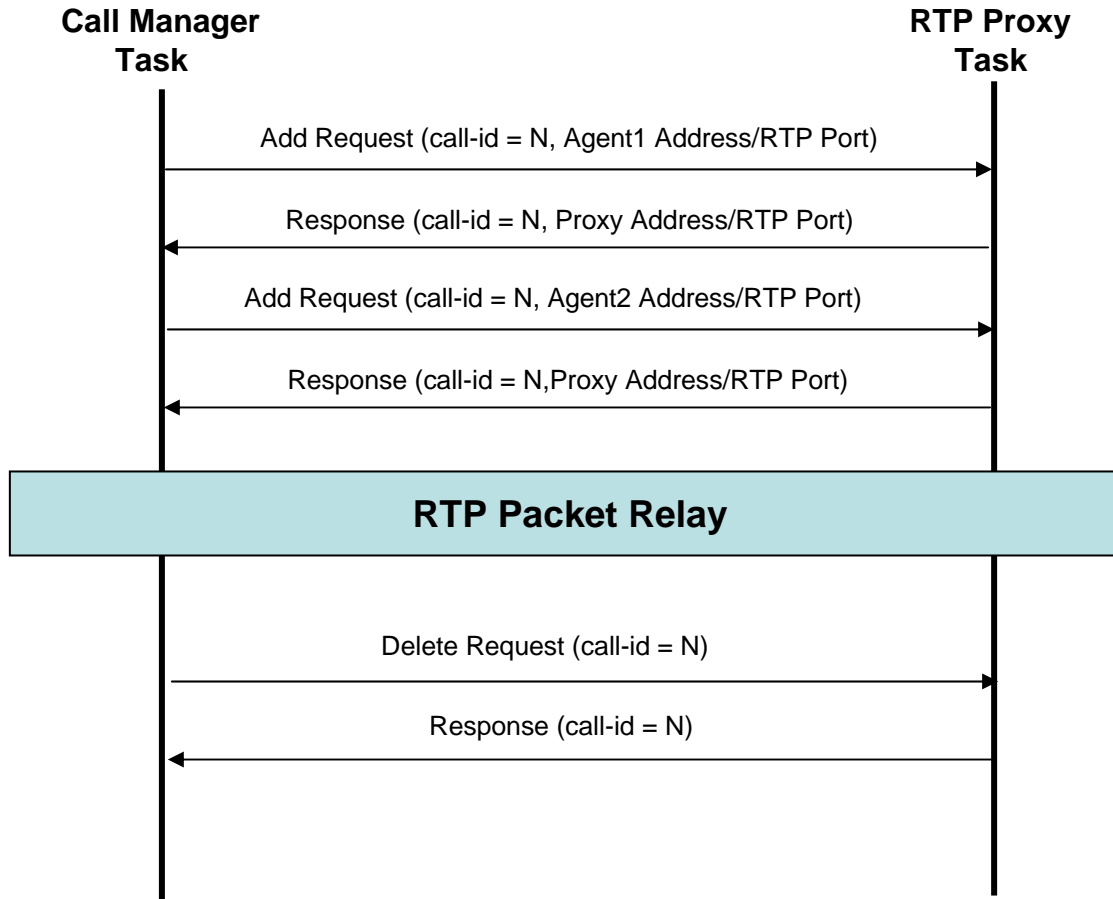 Call Manager
Task
RTP Proxy
Task
Add Request (call-id = N, Agent1 Address/RTP Port)
Response (call-id = N, Proxy Address/RTP Port)
Add Request (call-id = N, Agent2 Address/RTP Port)
Response (call-id = N,Proxy Address/RTP Port)
RTP Packet Relay
Delete Request (call-id = N)
Response (call-id = N)